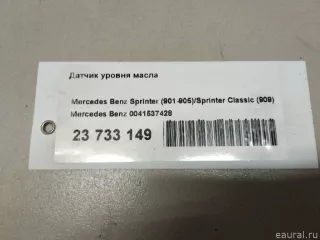 Датчик уровня масла
Mercedes Benz Sprinter (901-905)/Sprinter Classic (909)
Mercedes Benz 0041537428
23 733 149
eaural.ru